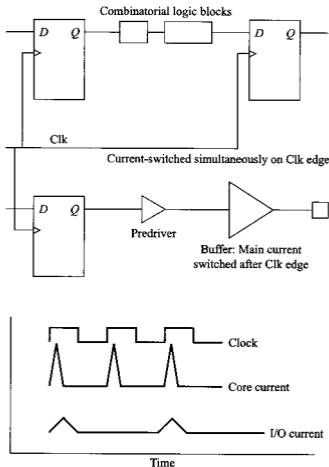 Combinatorial logic blocks
D Q D Q
Clk
Current-switched simultaneously on Clk edge
D Q
Predriver
Buffer: Main current
switched after Clk edge
Clock
Core current
I/O current
Time